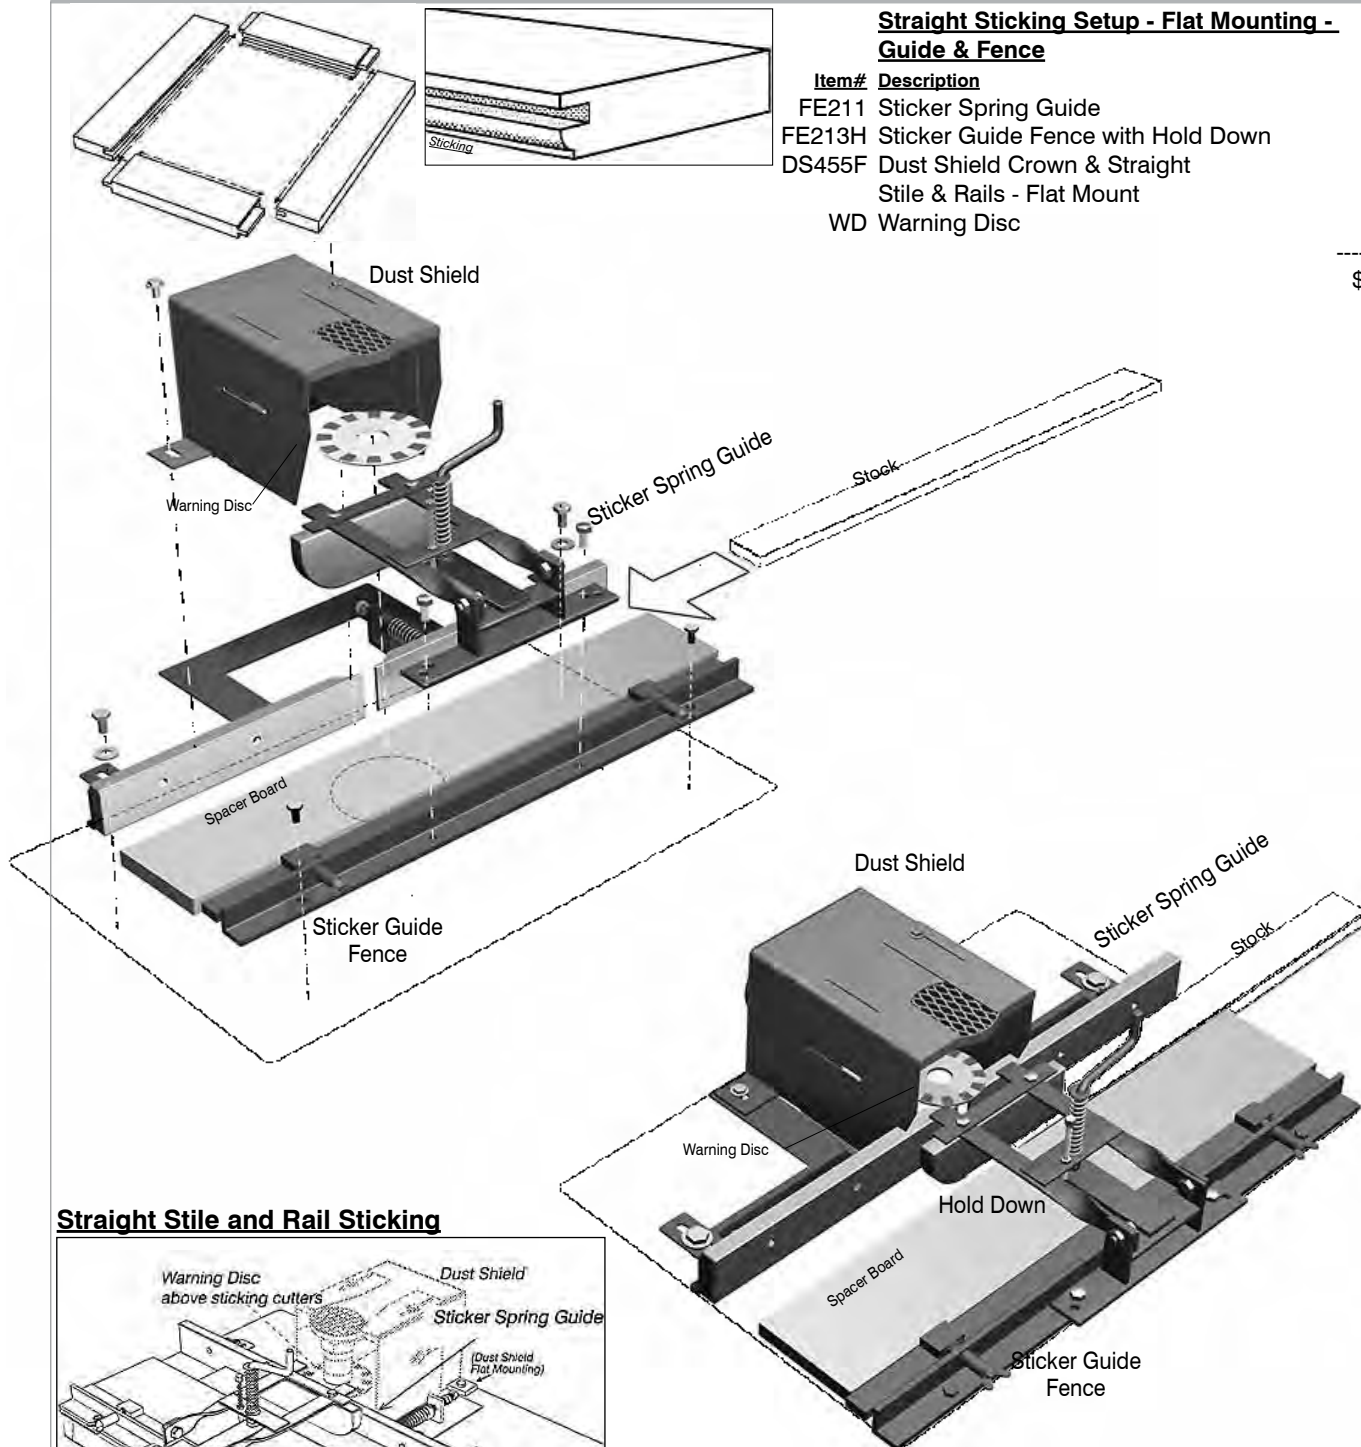 Straight Sticking Setup - Flat Mounting -
Guide & Fence
Item# Description
FE211 Sticker Spring Guide
FE213H Sticker Guide Fence with Hold Down
DS455F Dust Shield Crown & Straight
Stile & Rails - Flat Mount
WD Warning Disc
----
$
Sticking
Dust Shield
Warning Disc
Sticker Spring Guide
Stock
Spacer Board
Sticker Guide
Fence
Dust Shield
Sticker Spring Guide
Stock
Warning Disc
Hold Down
Spacer Board
Sticker Guide
Fence
Straight Stile and Rail Sticking
Warning Disc
above sticking cutters
Dust Shield
Sticker Spring Guide
(Dust Shield
Flat Mounting)